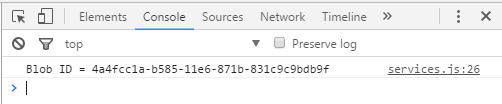 Elements Console Sources Network Timeline »
top Preserve log
Blob ID = 4a4fcc1a-b585-11e6-871b-831c9c9bdb9f services.js:26
>